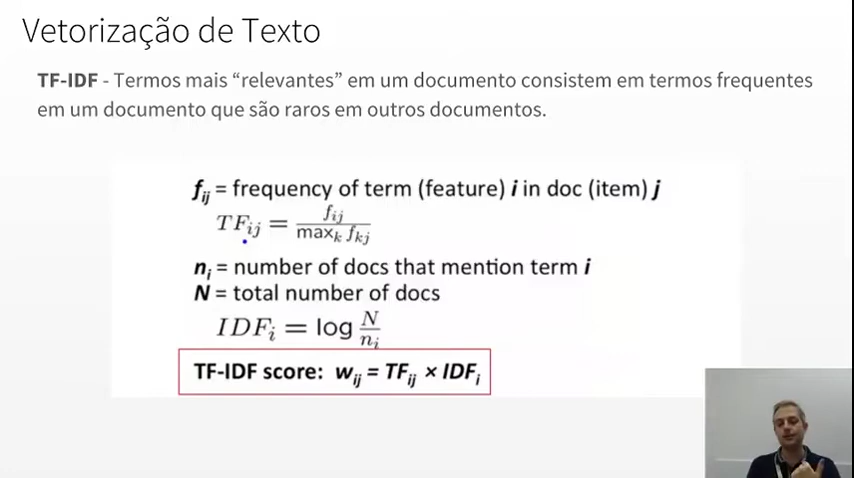 Vetorização de Texto
TF-IDF - Termos mais “relevantes” em um documento consistem em termos frequentes
em um documento que são raros em outros documentos.
f_ij = frequency of term (feature) i in doc (item) j
TF_ij = f_ij / max_k f_kj
n_i = number of docs that mention term i
N = total number of docs
IDF_i = log N / n_i
TF-IDF score: w_ij = TF_ij × IDF_i